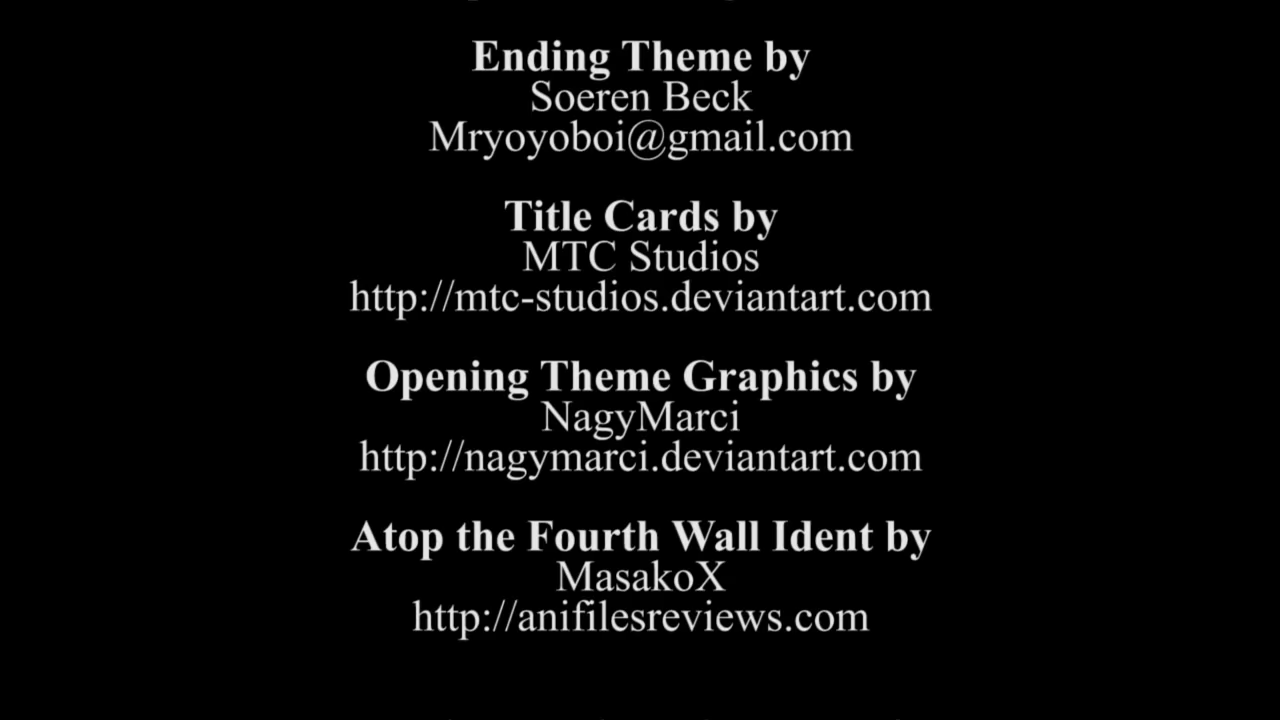 Ending Theme by
Soeren Beck
Mryoyoboi@gmail.com
Title Cards by
MTC Studios
http://mtc-studios.deviantart.com
Opening Theme Graphics by
NagyMarci
http://nagymarci.deviantart.com
Atop the Fourth Wall Ident by
MasakoX
http://anifilesreviews.com